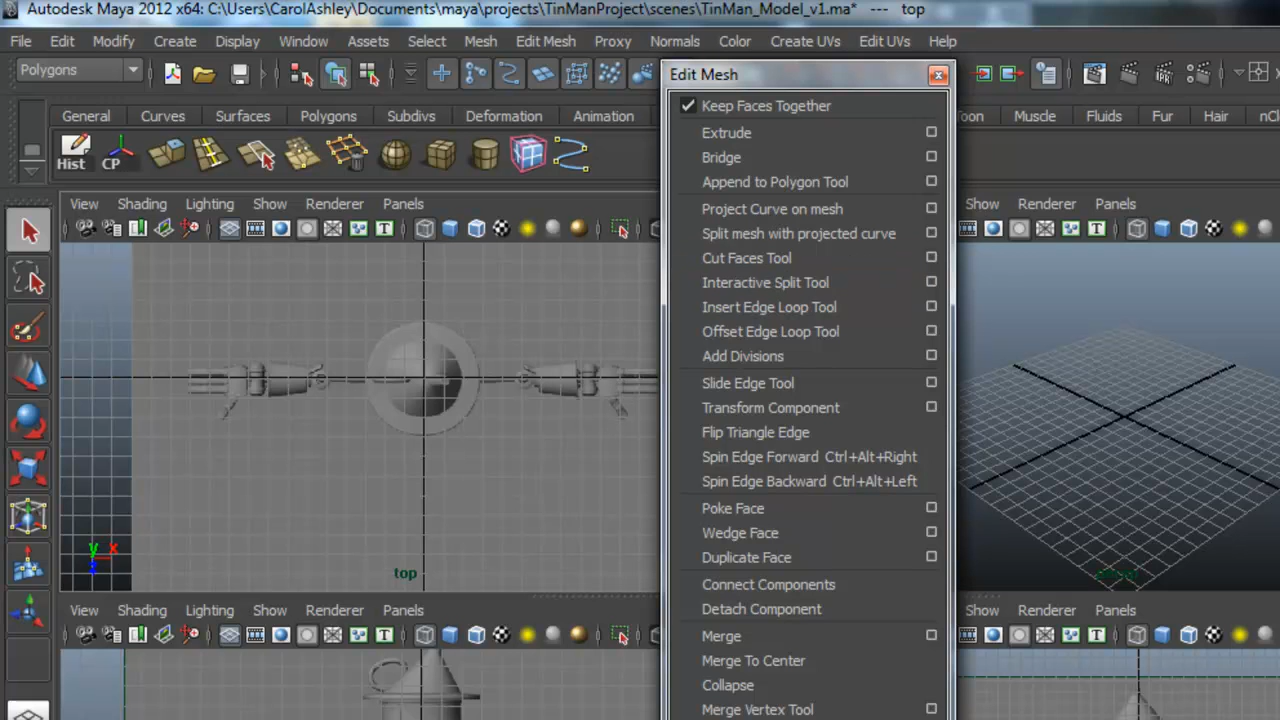 Autodesk Maya 2012 x64: C:\Users\CarolAshley\Documents\maya\projects\TinManProject\scenes\TinMan_Model_v1.ma* --- top
File Edit Modify Create Display Window Assets Select Mesh Edit Mesh Proxy Normals Color Create UVs Edit UVs Help
Polygons
Edit Mesh
General Curves Surfaces Polygons Subdivs Deformation Animation
Toon Muscle Fluids Fur Hair nCl
Hist CP
View Shading Lighting Show Renderer Panels
Show Renderer Panels
T
T
Keep Faces Together
Extrude
Bridge
Append to Polygon Tool
Project Curve on mesh
Split mesh with projected curve
Cut Faces Tool
Interactive Split Tool
Insert Edge Loop Tool
Offset Edge Loop Tool
Add Divisions
Slide Edge Tool
Transform Component
Flip Triangle Edge
Spin Edge Forward Ctrl+Alt+Right
Spin Edge Backward Ctrl+Alt+Left
Poke Face
Wedge Face
Duplicate Face
Connect Components
Detach Component
Merge
Merge To Center
Collapse
Merge Vertex Tool
y x
z
top
View Shading Lighting Show Renderer Panels
Show Renderer Panels
T
T